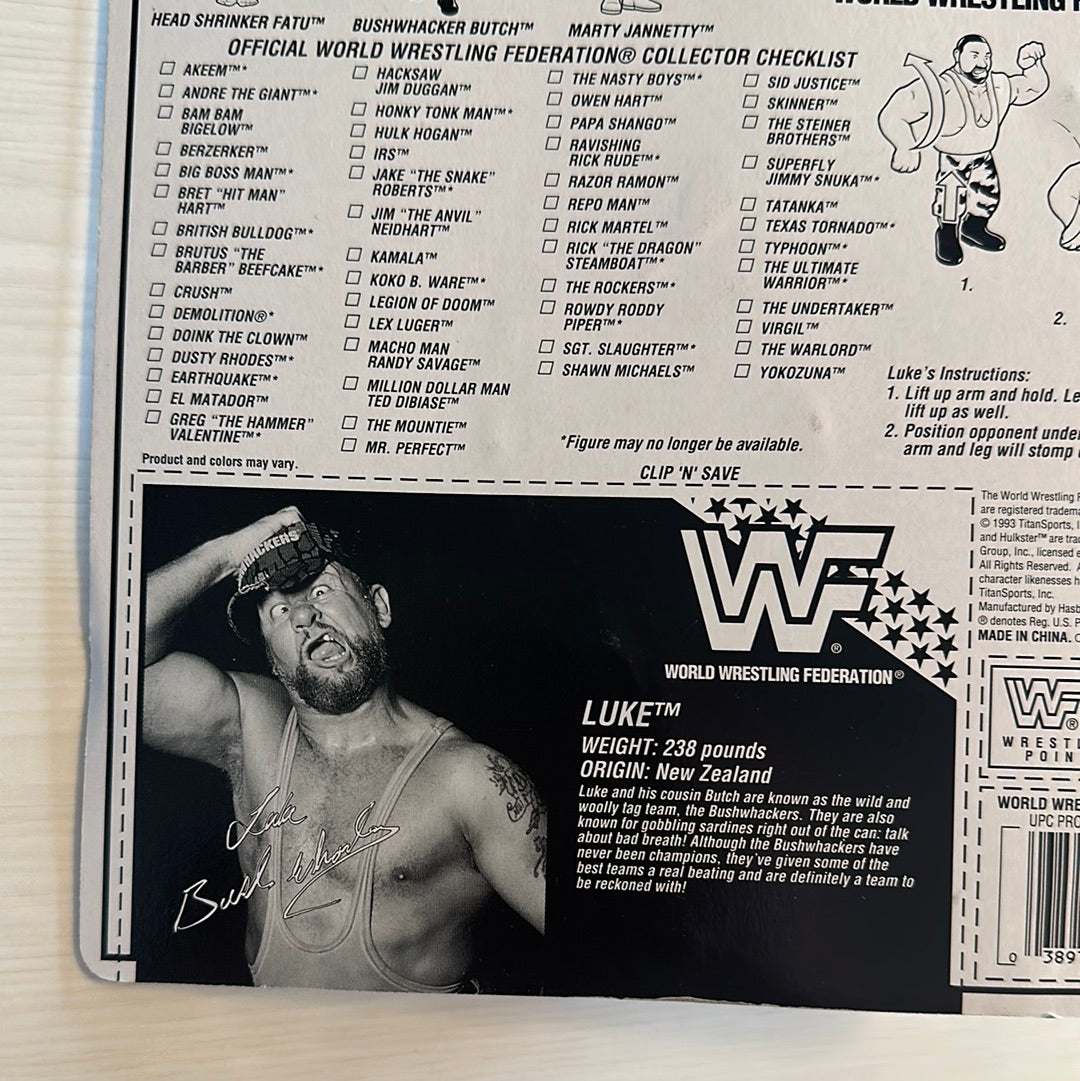 WORLD WRESTLING
HEAD SHRINKER FATU™
BUSHWHACKER BUTCH™
MARTY JANNETTY™
OFFICIAL WORLD WRESTLING FEDERATION® COLLECTOR CHECKLIST
AKEEM™*
ANDRE THE GIANT™*
BAM BAM
BIGELOW™
BERZERKER™
BIG BOSS MAN™*
BRET "HIT MAN"
HART™
BRITISH BULLDOG™*
BRUTUS "THE
BARBER" BEEFCAKE™*
CRUSH™
DEMOLITION®*
DOINK THE CLOWN™
DUSTY RHODES™*
EARTHQUAKE™*
EL MATADOR™
GREG "THE HAMMER"
VALENTINE™*
HACKSAW
JIM DUGGAN™
HONKY TONK MAN™*
HULK HOGAN™
IRS™
JAKE "THE SNAKE"
ROBERTS™*
JIM "THE ANVIL"
NEIDHART™
KAMALA™
KOKO B. WARE™*
LEGION OF DOOM™
LEX LUGER™
MACHO MAN
RANDY SAVAGE™
MILLION DOLLAR MAN
TED DIBIASE™
THE MOUNTIE™
MR. PERFECT™
THE NASTY BOYS™*
OWEN HART™
PAPA SHANGO™
RAVISHING
RICK RUDE™*
RAZOR RAMON™
REPO MAN™
RICK MARTEL™
RICK "THE DRAGON"
STEAMBOAT™*
THE ROCKERS™*
ROWDY RODDY
PIPER™*
SGT. SLAUGHTER™*
SHAWN MICHAELS™
SID JUSTICE™
SKINNER™
THE STEINER
BROTHERS™
SUPERFLY
JIMMY SNUKA™*
TATANKA™
TEXAS TORNADO™*
TYPHOON™*
THE ULTIMATE
WARRIOR™*
THE UNDERTAKER™
VIRGIL™
THE WARLORD™
YOKOZUNA™
1.
2.
Luke's Instructions:
1. Lift up arm and hold. Le
lift up as well.
2. Position opponent under
arm and leg will stomp
*Figure may no longer be available.
Product and colors may vary.
CLIP 'N' SAVE
WHACKERS
WF
®
WORLD WRESTLING FEDERATION®
LUKE™
WEIGHT: 238 pounds
ORIGIN: New Zealand
Luke and his cousin Butch are known as the wild and
woolly tag team, the Bushwhackers. They are also
known for gobbling sardines right out of the can: talk
about bad breath! Although the Bushwhackers have
never been champions, they've given some of the
best teams a real beating and are definitely a team to
be reckoned with!
Luke
The World Wrestling F
are registered tradema
© 1993 TitanSports, I
and Hulkster™ are trad
Group, Inc., licensed e
All Rights Reserved. A
character likenesses h
TitanSports, Inc.
Manufactured by Hasb
® denotes Reg. U.S. P
MADE IN CHINA.
WF
®
WRESTL
POIN
WORLD WRE
UPC PRO
0 3897